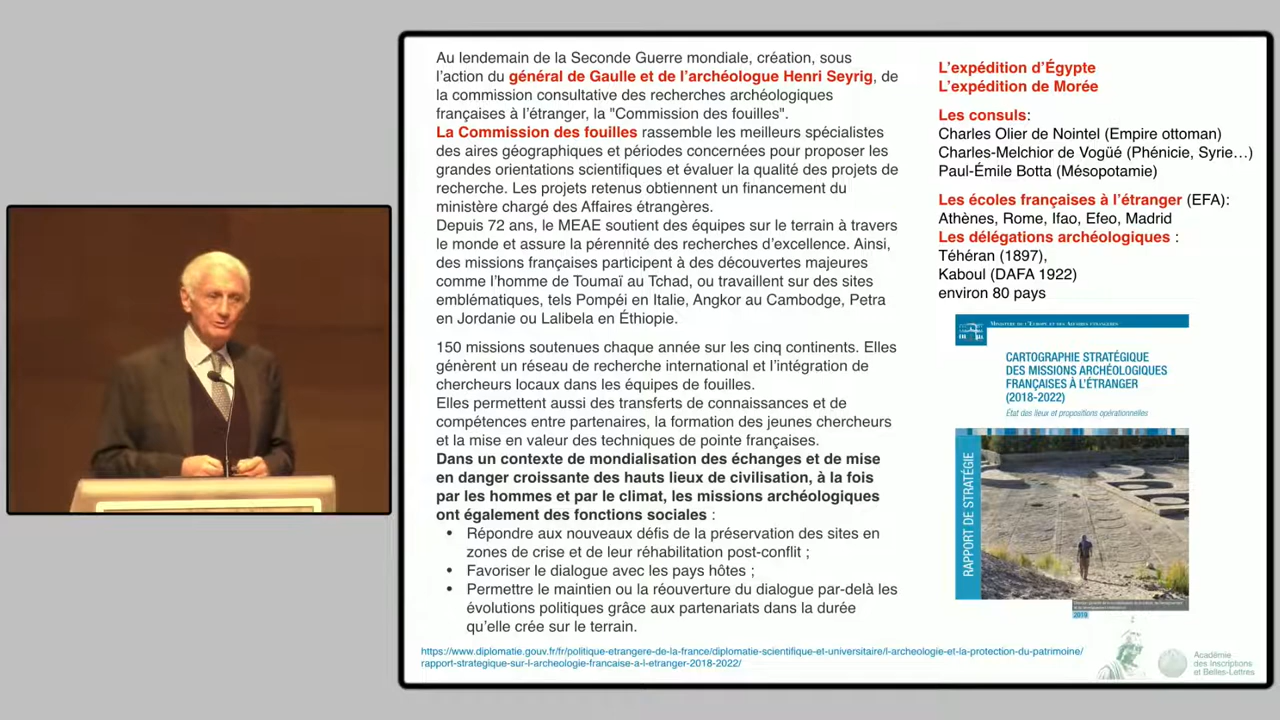 Au lendemain de la Seconde Guerre mondiale, création, sous
l'action du général de Gaulle et de l'archéologue Henri Seyrig, de
la commission consultative des recherches archéologiques
françaises à l'étranger, la "Commission des fouilles".
La Commission des fouilles rassemble les meilleurs spécialistes
des aires géographiques et périodes concernées pour proposer les
grandes orientations scientifiques et évaluer la qualité des projets de
recherche. Les projets retenus obtiennent un financement du
ministère chargé des Affaires étrangères.
Depuis 72 ans, le MEAE soutient des équipes sur le terrain à travers
le monde et assure la pérennité des recherches d'excellence. Ainsi,
des missions françaises participent à des découvertes majeures
comme l'homme de Toumaï au Tchad, ou travaillent sur des sites
emblématiques, tels Pompéi en Italie, Angkor au Cambodge, Petra
en Jordanie ou Lalibela en Éthiopie.
150 missions soutenues chaque année sur les cinq continents. Elles
génèrent un réseau de recherche international et l'intégration de
chercheurs locaux dans les équipes de fouilles.
Elles permettent aussi des transferts de connaissances et de
compétences entre partenaires, la formation des jeunes chercheurs
et la mise en valeur des techniques de pointe françaises.
Dans un contexte de mondialisation des échanges et de mise
en danger croissante des hauts lieux de civilisation, à la fois
par les hommes et par le climat, les missions archéologiques
ont également des fonctions sociales :
• Répondre aux nouveaux défis de la préservation des sites en
zones de crise et de leur réhabilitation post-conflit ;
• Favoriser le dialogue avec les pays hôtes ;
• Permettre le maintien ou la réouverture du dialogue par-delà les
évolutions politiques grâce aux partenariats dans la durée
qu'elle crée sur le terrain.
https://www.diplomatie.gouv.fr/fr/politique-etrangere-de-la-france/diplomatie-scientifique-et-universitaire/l-archeologie-et-la-protection-du-patrimoine/
rapport-strategique-sur-l-archeologie-francaise-a-l-etranger-2018-2022/
L'expédition d'Égypte
L'expédition de Morée
Les consuls:
Charles Olier de Nointel (Empire ottoman)
Charles-Melchior de Vogüé (Phénicie, Syrie…)
Paul-Émile Botta (Mésopotamie)
Les écoles françaises à l'étranger (EFA):
Athènes, Rome, Ifao, Efeo, Madrid
Les délégations archéologiques :
Téhéran (1897),
Kaboul (DAFA 1922)
environ 80 pays
MINISTÈRE DE L'EUROPE ET DES AFFAIRES ÉTRANGÈRES
CARTOGRAPHIE STRATÉGIQUE
DES MISSIONS ARCHÉOLOGIQUES
FRANÇAISES À L'ÉTRANGER
(2018-2022)
État des lieux et propositions opérationnelles
RAPPORT DE STRATÉGIE
2019
Académie
des Inscriptions
et Belles-Lettres